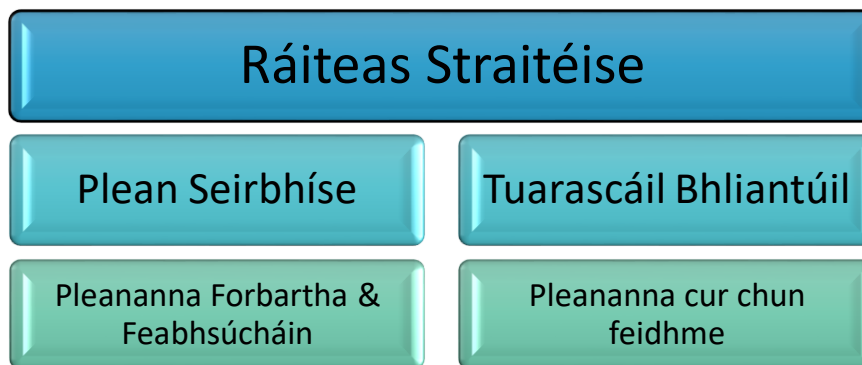 Ráiteas Straitéise
Plean Seirbhíse
Tuarascáil Bhliantúil
Pleananna Forbartha &
Feabhsúcháin
Pleananna cur chun
feidhme